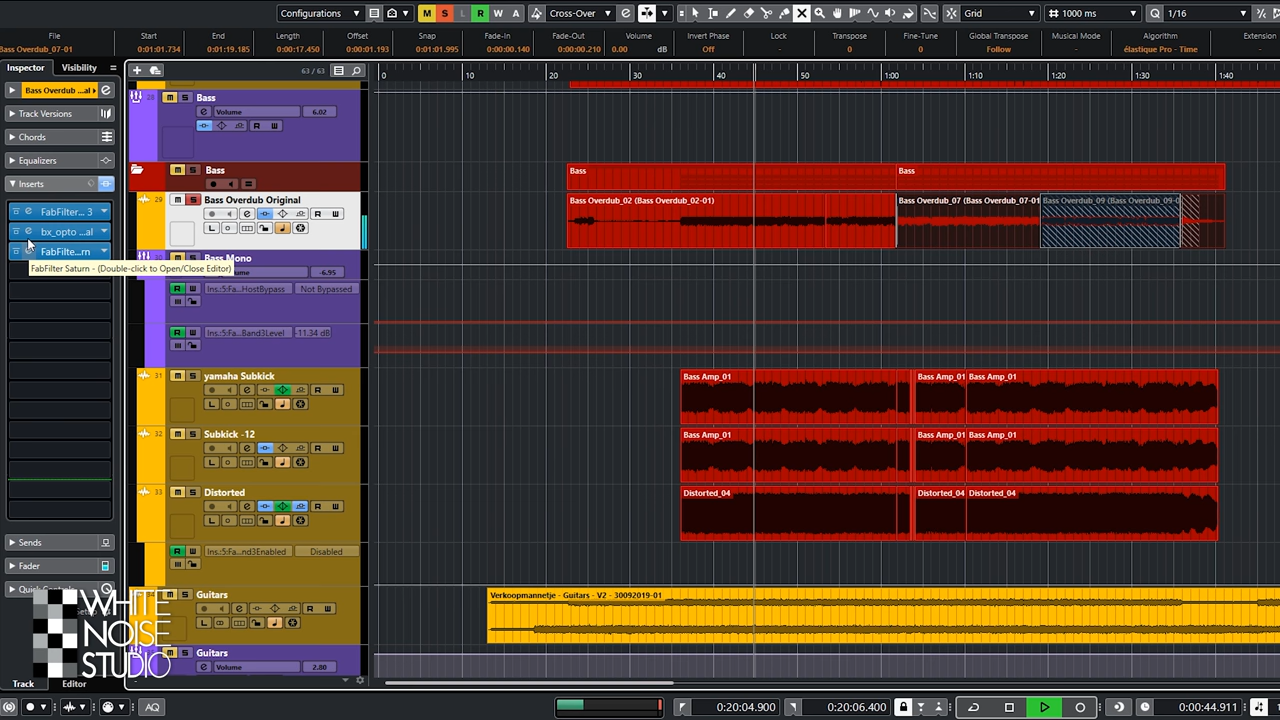 Configurations
M S L R W A
Cross-Over
Grid
1000 ms
1/16
File
Bass Overdub_07-01
Start
0:01:01.734
End
0:01:19.185
Length
0:00:17.450
Offset
0:00:01.193
Snap
0:01:01.995
Fade-In
0:00:00.140
Fade-Out
0:00:00.210
Volume
0.00 dB
Invert Phase
Off
Transpose
0
Fine-Tune
0
Global Transpose
Follow
Musical Mode
-
Algorithm
élastique Pro - Time
Extension
Inspector
Visibility
63 / 63
0 10 20 30 40 50 1:00 1:10 1:20 1:30 1:40
Bass Overdub ...al
Track Versions
Chords
Equalizers
Inserts
FabFilter... 3
bx_opto ...al
FabFilte...rn
FabFilter Saturn - (Double-click to Open/Close Editor)
Sends
Fader
28
Bass
Volume 6.02
R W
Bass
Bass
Bass
29
Bass Overdub Original
R W
Bass Overdub_02 (Bass Overdub_02-01)
Bass Overdub_07 (Bass Overdub_07-01
Bass Overdub_09 (Bass Overdub_09-0
Bass Mono
-6.95
Ins.:5:Fa...HostBypass Not Bypassed
Ins.:5:Fa...Band3Level -11.34 dB
31
yamaha Subkick
R W
Bass Amp_01
Bass Amp_01
Bass Amp_01
32
Subkick -12
R W
Bass Amp_01
Bass Amp_01
Bass Amp_01
33
Distorted
R W
Distorted_04
Distorted_04
Distorted_04
Ins.:5:Fa...nd3Enabled Disabled
Guitars
R W
Verkoopmannetje - Guitars - V2 - 30092019-01
Guitars
Volume 2.80
WHITE
NOISE
STUDIO
Track
Editor
AQ
0:20:04.900
0:20:06.400
0:00:44.911